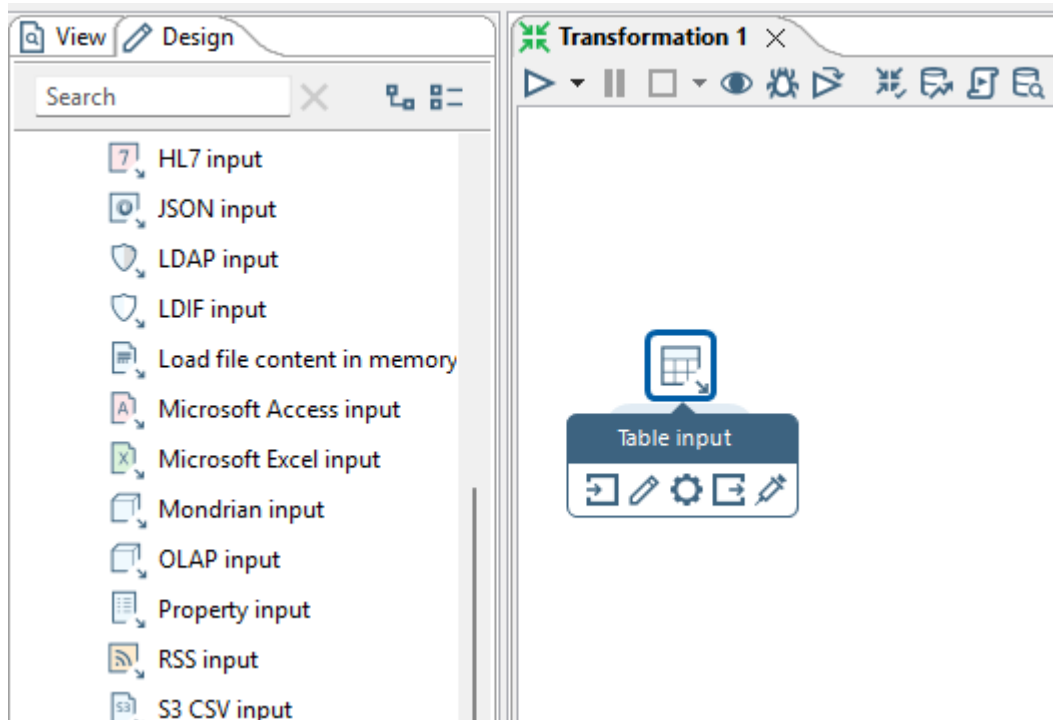 View
Design
Transformation 1
Search
HL7 input
JSON input
LDAP input
LDIF input
Load file content in memory
Microsoft Access input
Microsoft Excel input
Mondrian input
OLAP input
Property input
RSS input
S3 CSV input
Table input